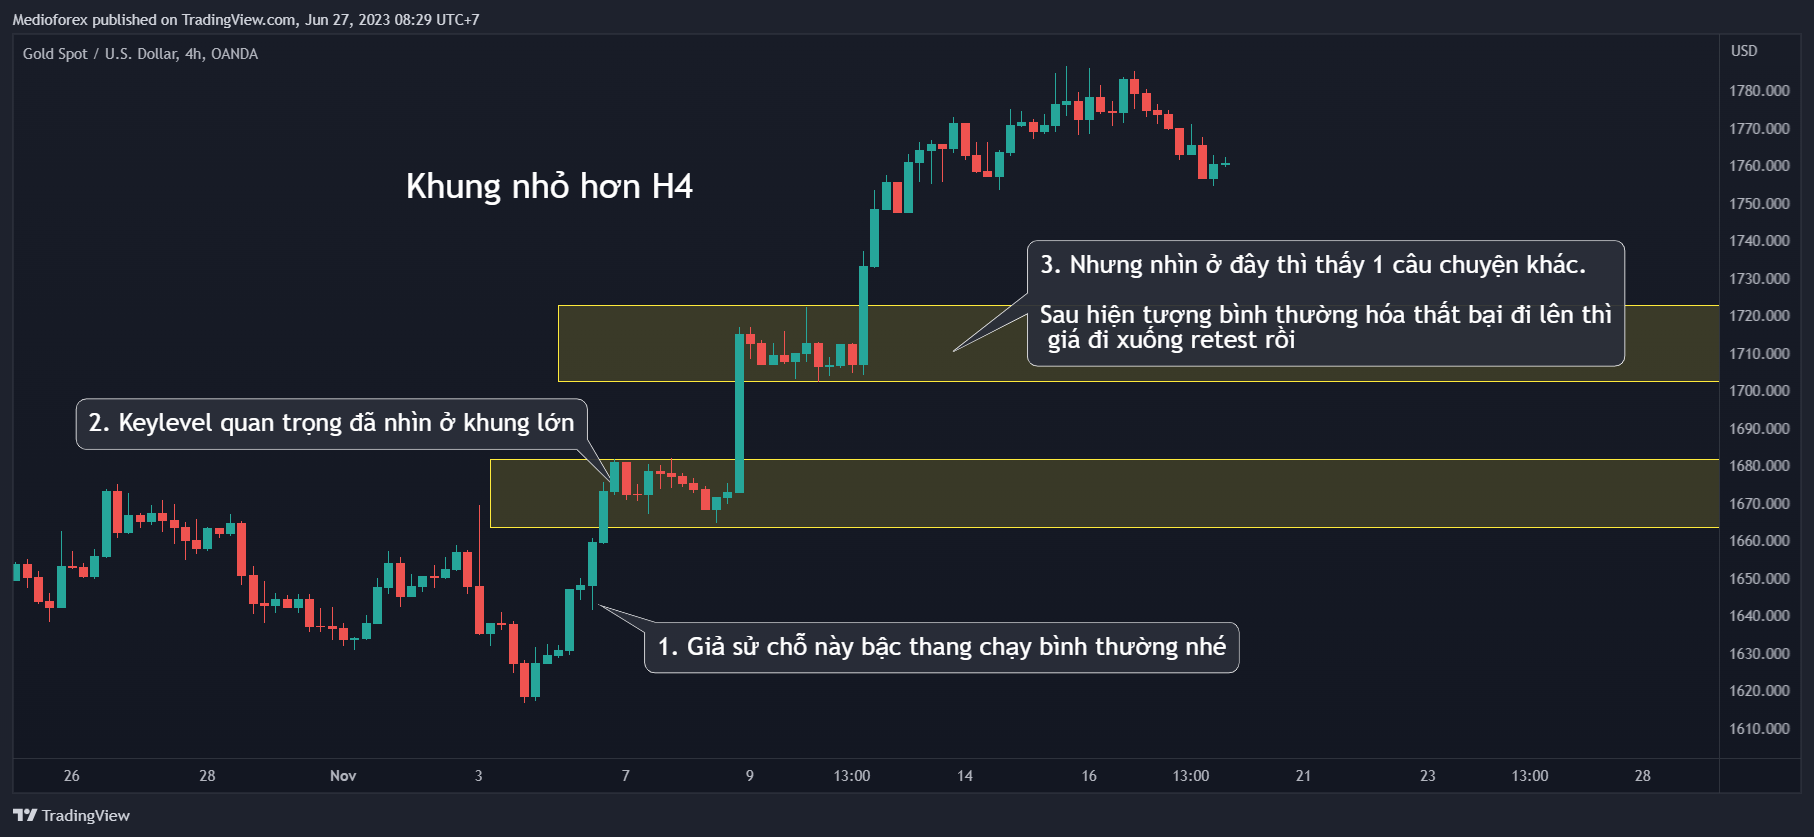 Medioforex published on TradingView.com, Jun 27, 2023 08:29 UTC+7
Gold Spot / U.S. Dollar, 4h, OANDA
USD
1780.000
1770.000
1760.000
1750.000
1740.000
1730.000
1720.000
1710.000
1700.000
1690.000
1680.000
1670.000
1660.000
1650.000
1640.000
1630.000
1620.000
1610.000
Khung nhỏ hơn H4
3. Nhưng nhìn ở đây thì thấy 1 câu chuyện khác.
Sau hiện tượng bình thường hóa thất bại đi lên thì
giá đi xuống retest rồi
2. Keylevel quan trọng đã nhìn ở khung lớn
1. Giả sử chỗ này bậc thang chạy bình thường nhé
26 28 Nov 3 7 9 13:00 14 16 13:00 21 23 13:00 28
TradingView